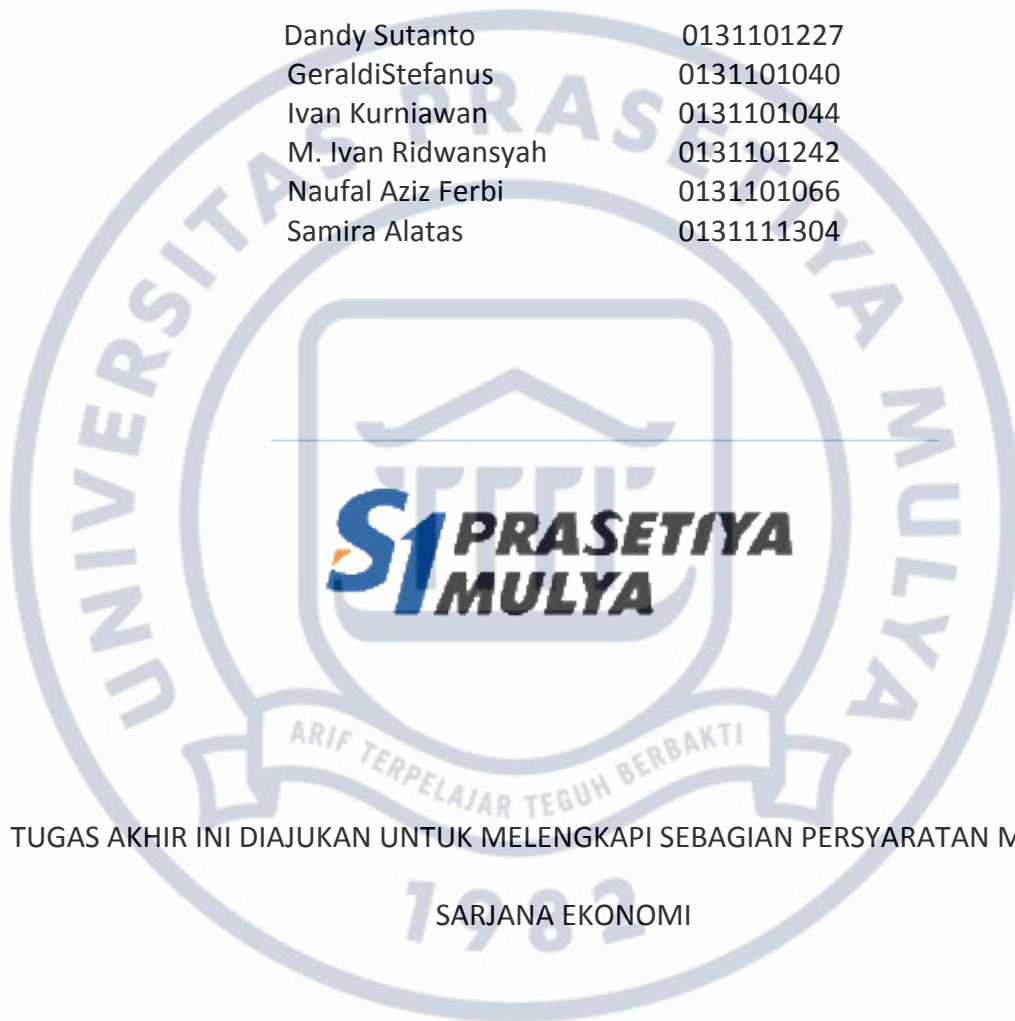 Dandy Sutanto 0131101227
GeraldiStefanus 0131101040
Ivan Kurniawan 0131101044
M. Ivan Ridwansyah 0131101242
Naufal Aziz Ferbi 0131101066
Samira Alatas 0131111304
UNIVERSITAS PRASETIYA MULYA
S1 PRASETIYA
MULYA
ARIF TERPELAJAR TEGUH BERBAKTI
TUGAS AKHIR INI DIAJUKAN UNTUK MELENGKAPI SEBAGIAN PERSYARATAN M
1982
SARJANA EKONOMI